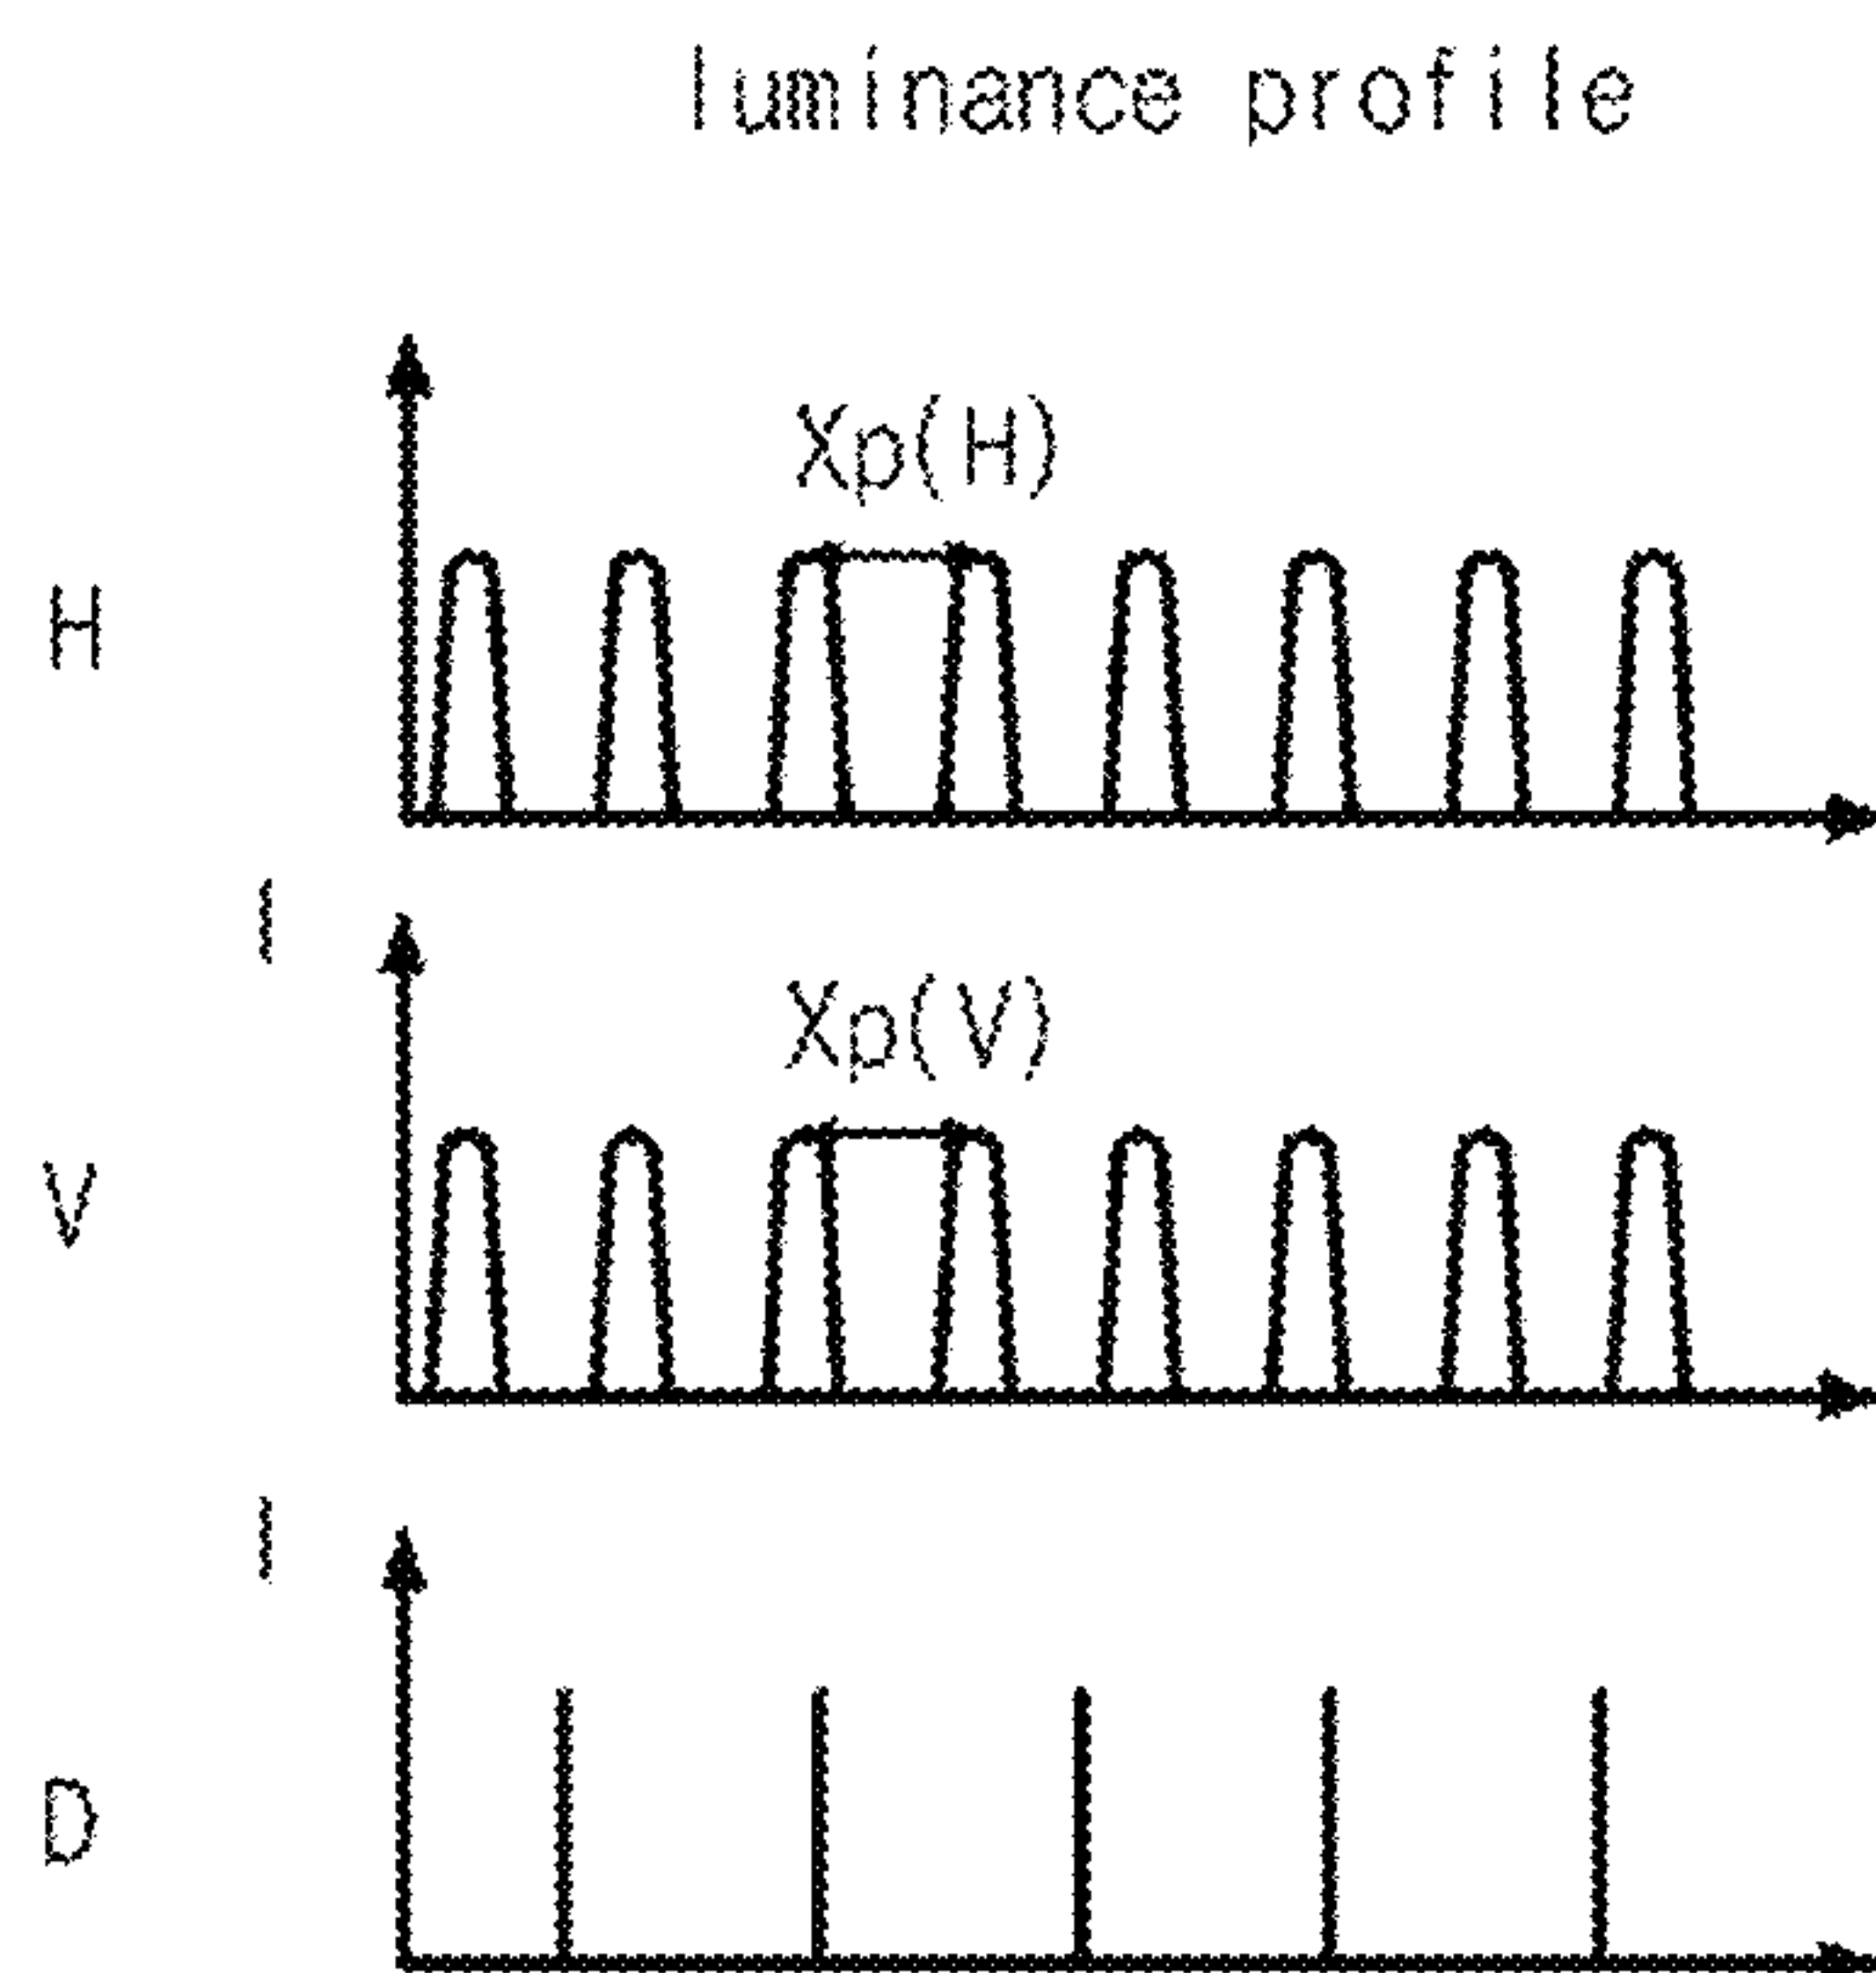 luminance profile
Xp(H)
H
I
Xp(V)
V
I
D